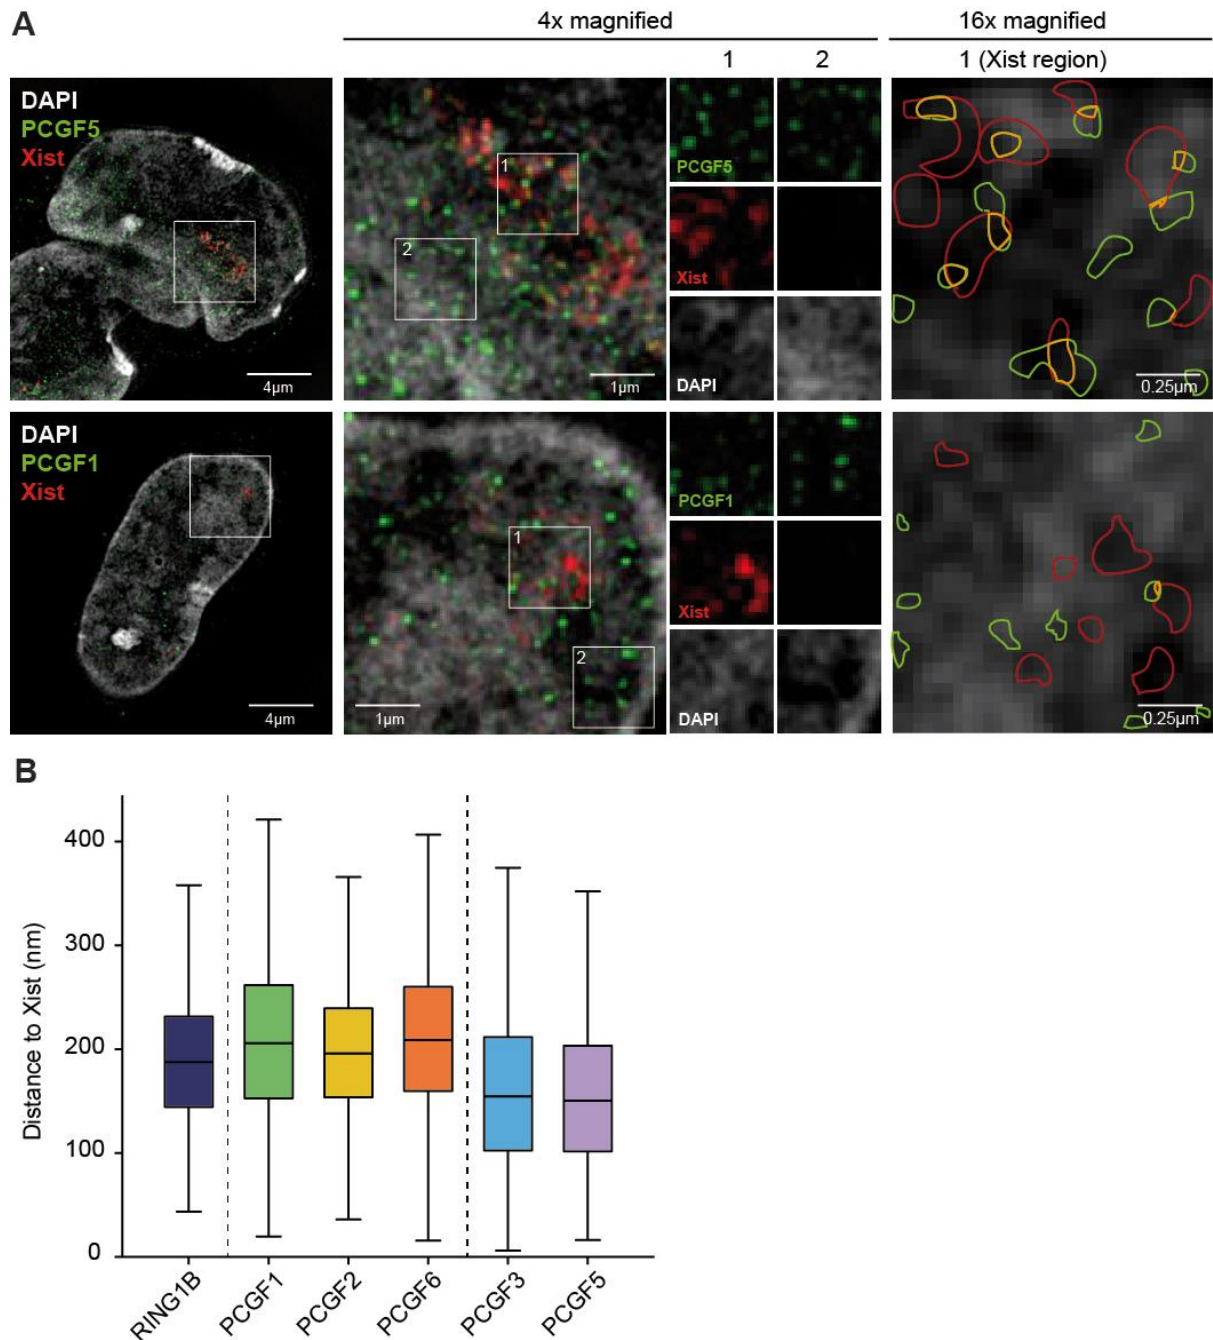 A
4x magnified
16x magnified
1
2
1 (Xist region)
DAPI
PCGF5
Xist
4µm
1
2
1µm
PCGF5
Xist
DAPI
0.25µm
DAPI
PCGF1
Xist
4µm
1
2
1µm
PCGF1
Xist
DAPI
0.25µm
B
Distance to Xist (nm)
400
300
200
100
0
RING1B
PCGF1
PCGF2
PCGF6
PCGF3
PCGF5